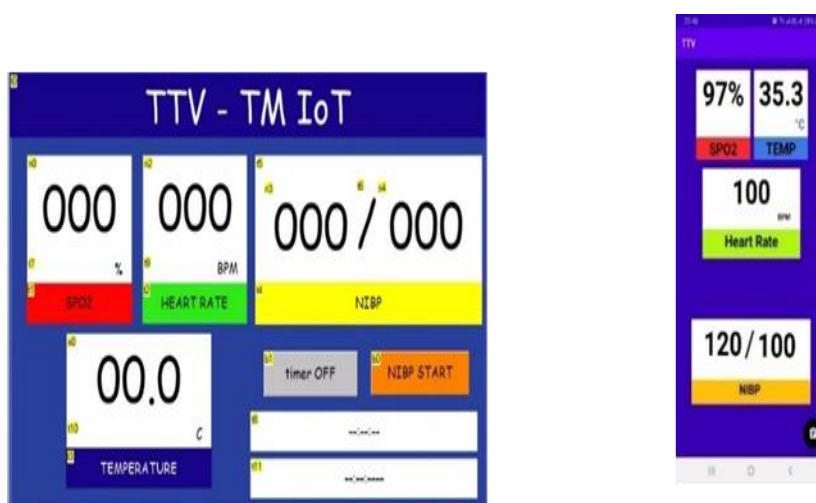 TTV - TM IoT
000
%
SPO2
000
BPM
HEART RATE
000 / 000
NIBP
00.0
C
TEMPERATURE
timer OFF
NIBP START
--:--:--
--:--:----
TTV
97%
SPO2
35.3
°C
TEMP
100
BPM
Heart Rate
120/100
NIBP